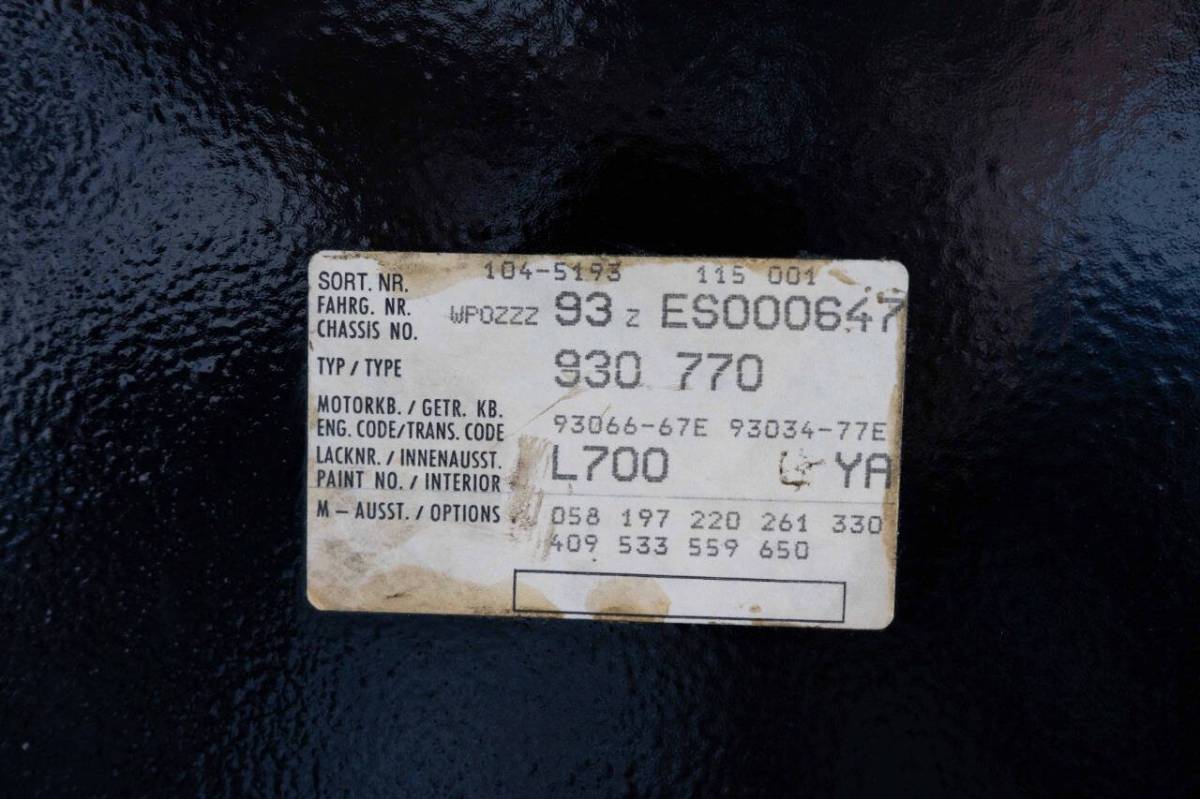 SORT. NR. 104-5193 115 001
FAHRG. NR.
CHASSIS NO. WP0ZZZ 93 Z ES000647
TYP / TYPE 930 770
MOTORKB. / GETR. KB.
ENG. CODE/TRANS. CODE 93066-67E 93034-77E
LACKNR. / INNENAUSST.
PAINT NO. / INTERIOR L700 YA
M – AUSST. / OPTIONS 058 197 220 261 330
409 533 559 650